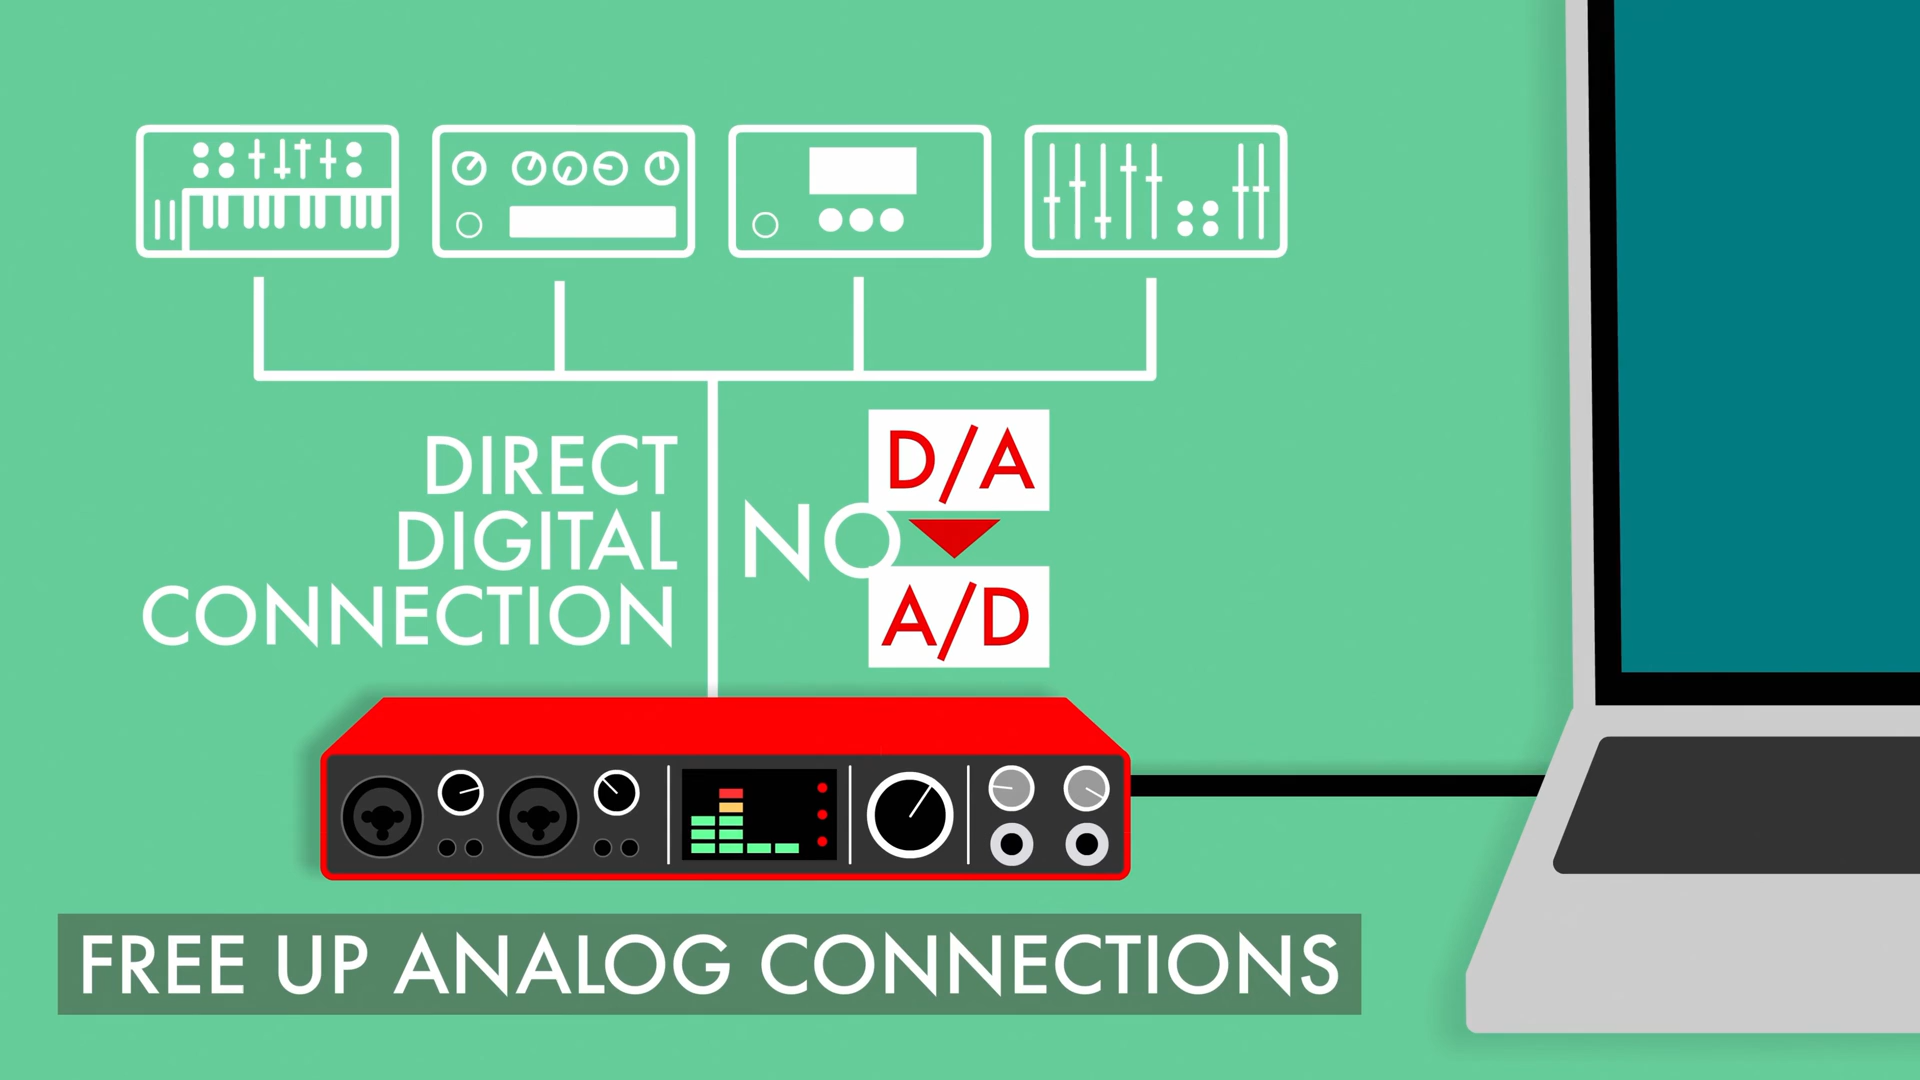 DIRECT
DIGITAL
CONNECTION
NO
D/A
A/D
FREE UP ANALOG CONNECTIONS